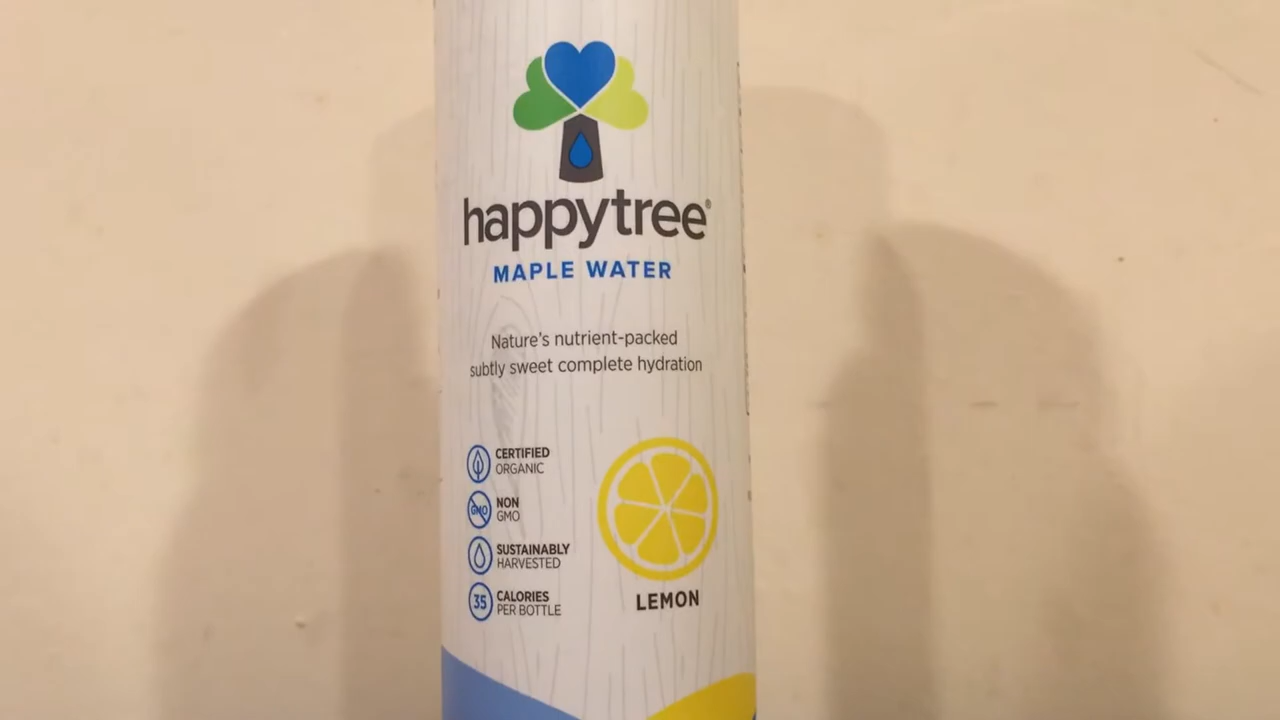 happytree®
MAPLE WATER
Nature's nutrient-packed
subtly sweet complete hydration
CERTIFIED
ORGANIC
GMO
NON
GMO
SUSTAINABLY
HARVESTED
35
CALORIES
PER BOTTLE
LEMON